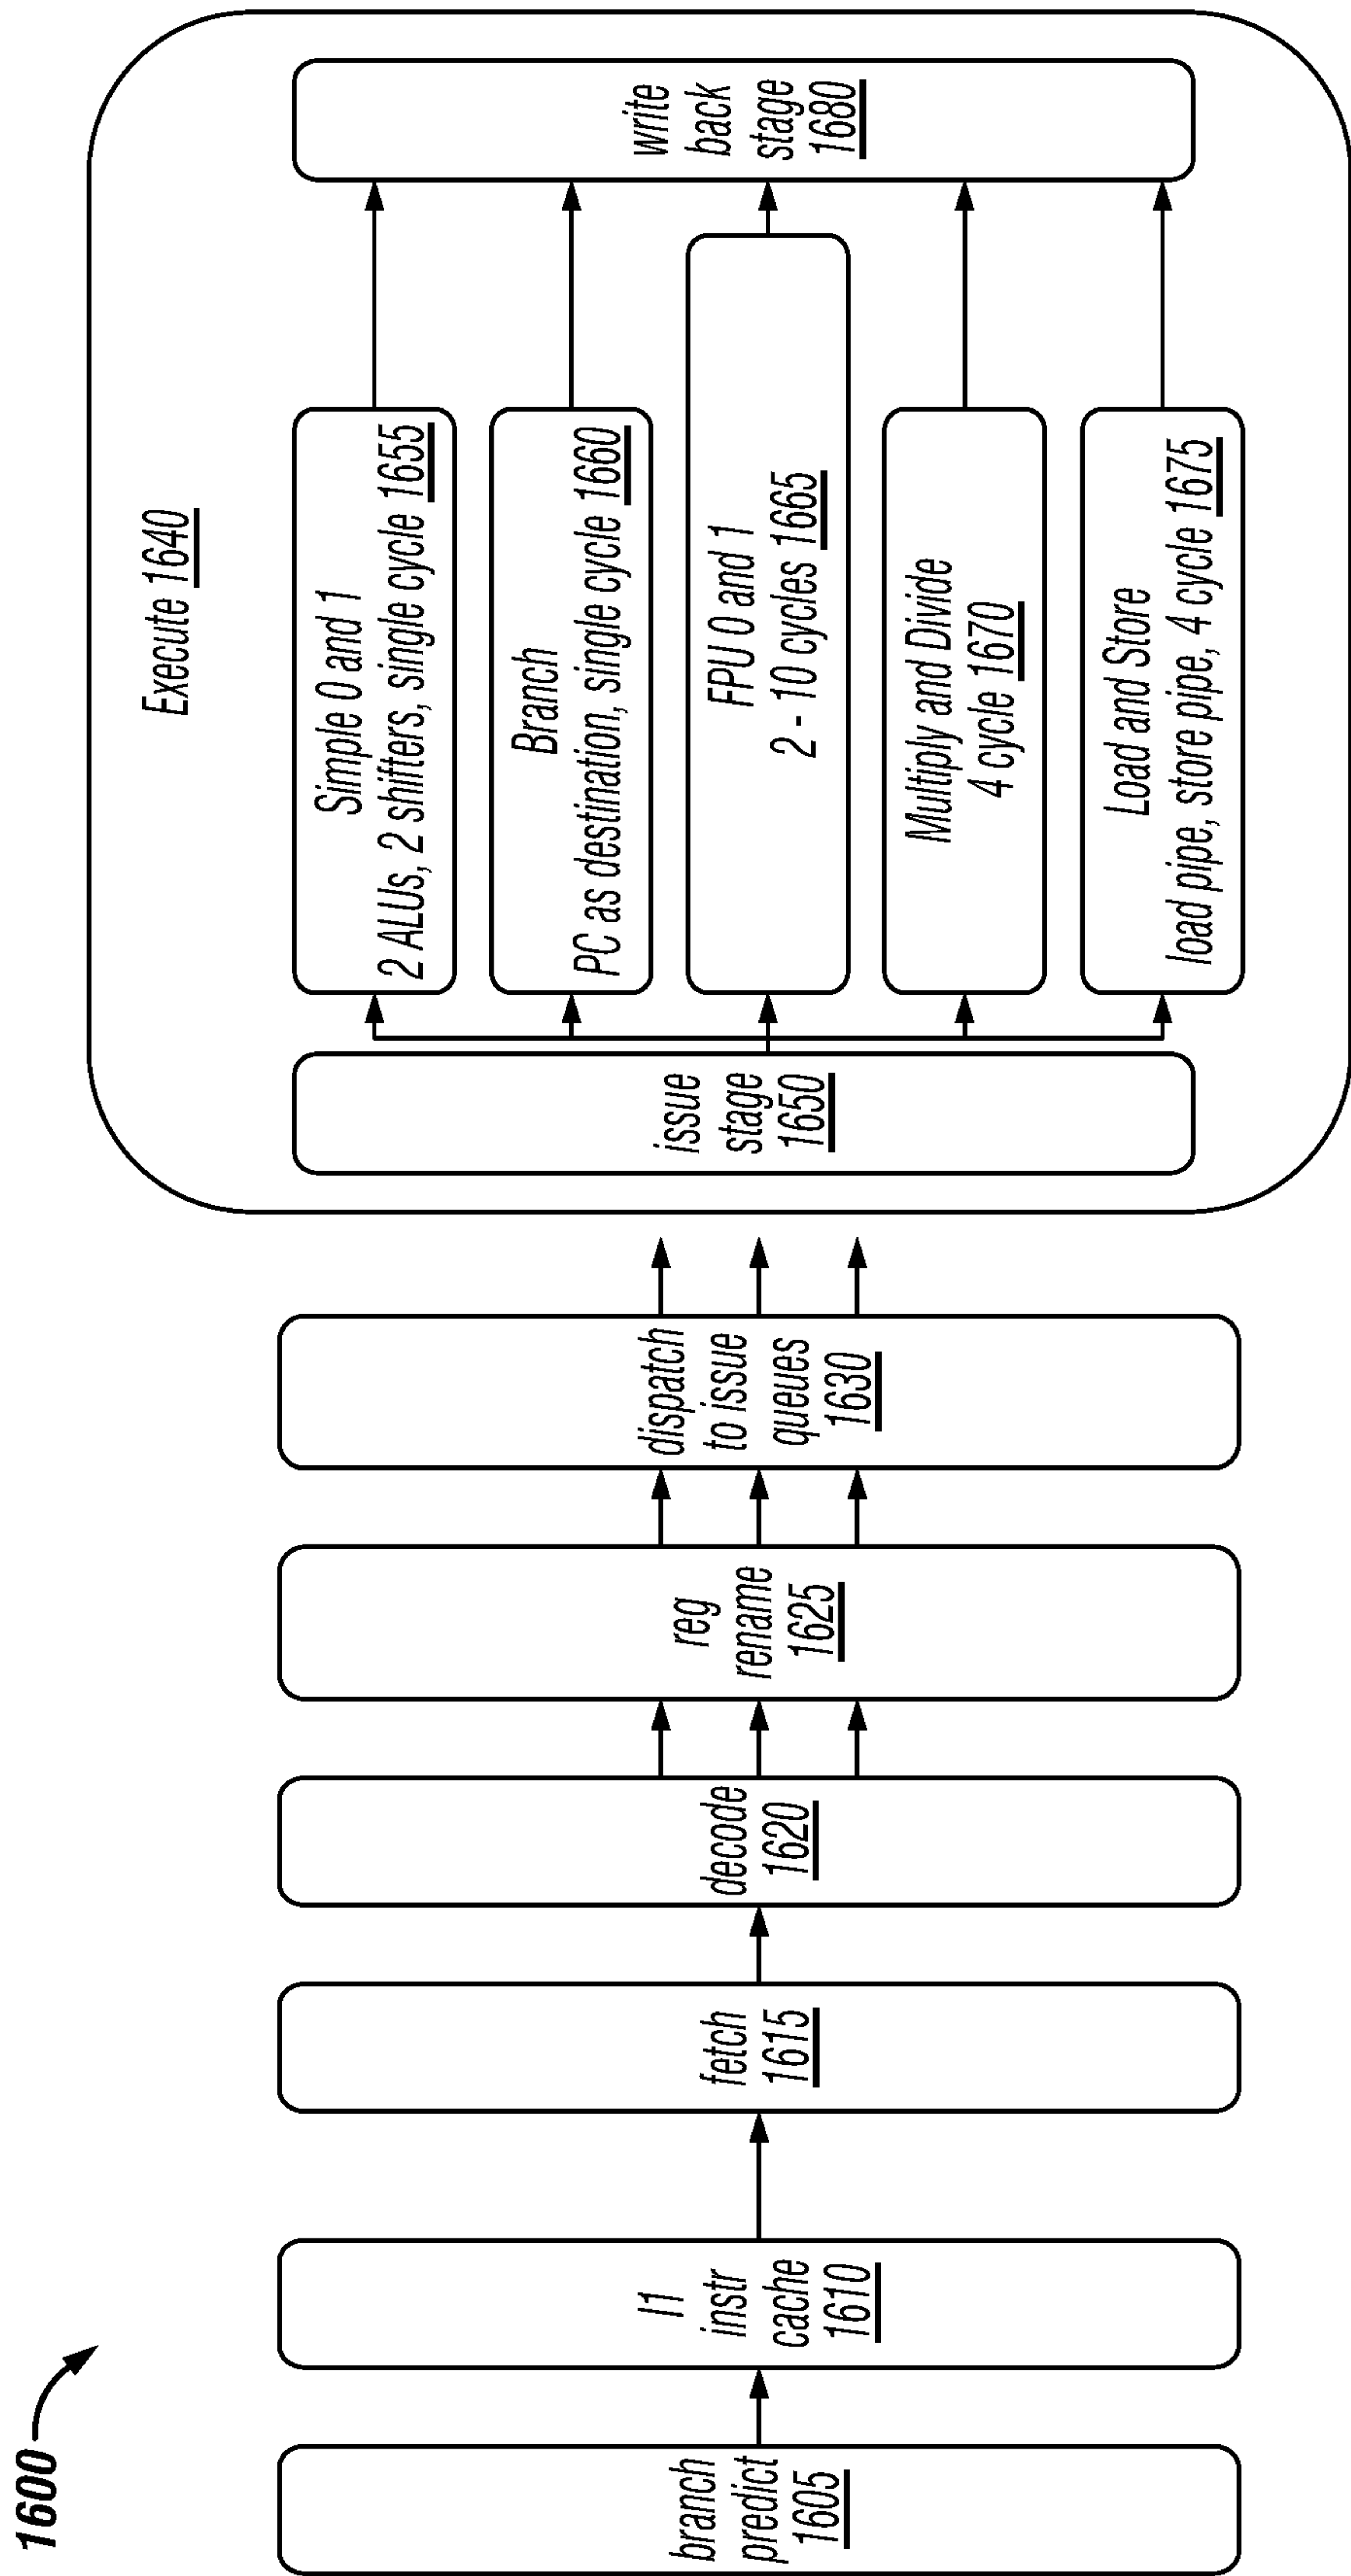 1600
branch
predict
1605
l1
instr
cache
1610
fetch
1615
decode
1620
reg
rename
1625
dispatch
to issue
queues
1630
Execute 1640
issue
stage
1650
Simple 0 and 1
2 ALUs, 2 shifters, single cycle 1655
Branch
PC as destination, single cycle 1660
FPU 0 and 1
2 - 10 cycles 1665
Multiply and Divide
4 cycle 1670
Load and Store
load pipe, store pipe, 4 cycle 1675
write
back
stage
1680